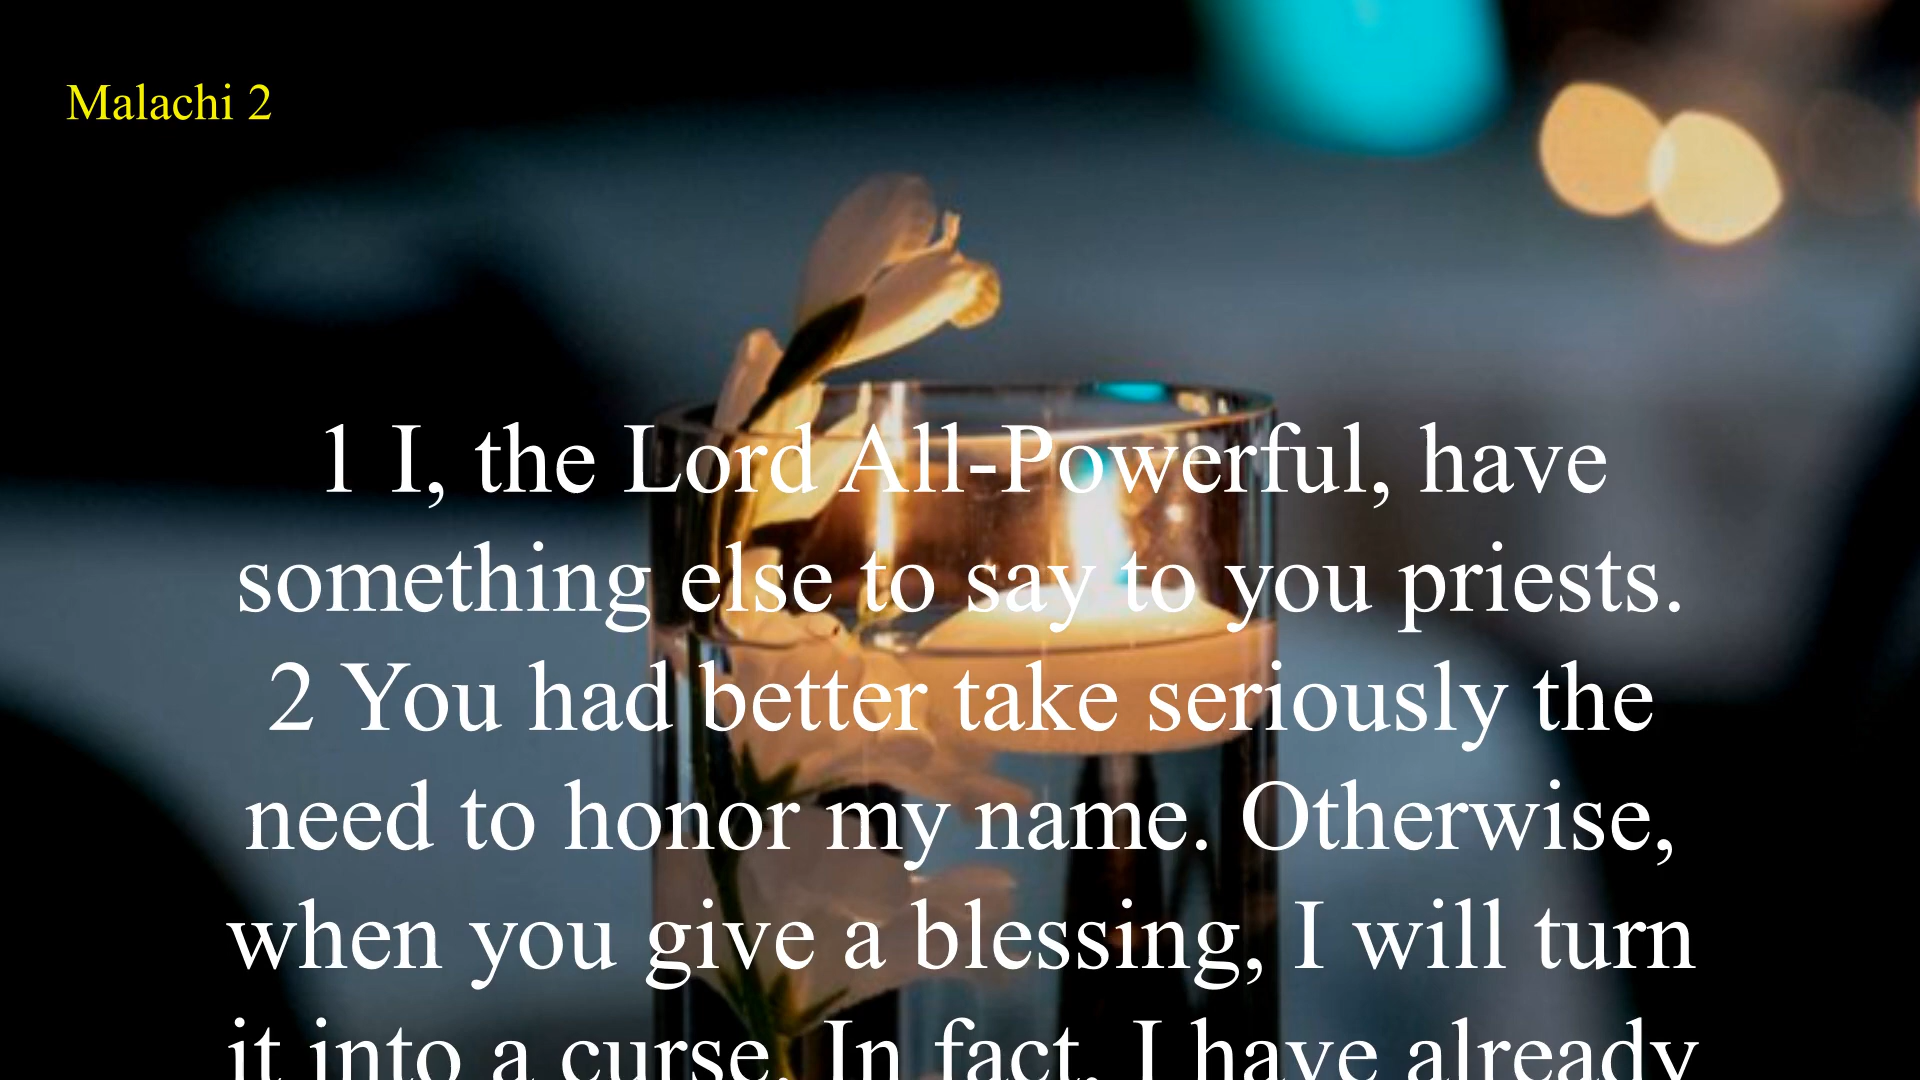 Malachi 2
1 I, the Lord All-Powerful, have
something else to say to you priests.
2 You had better take seriously the
need to honor my name. Otherwise,
when you give a blessing, I will turn
it into a curse. In fact, I have already